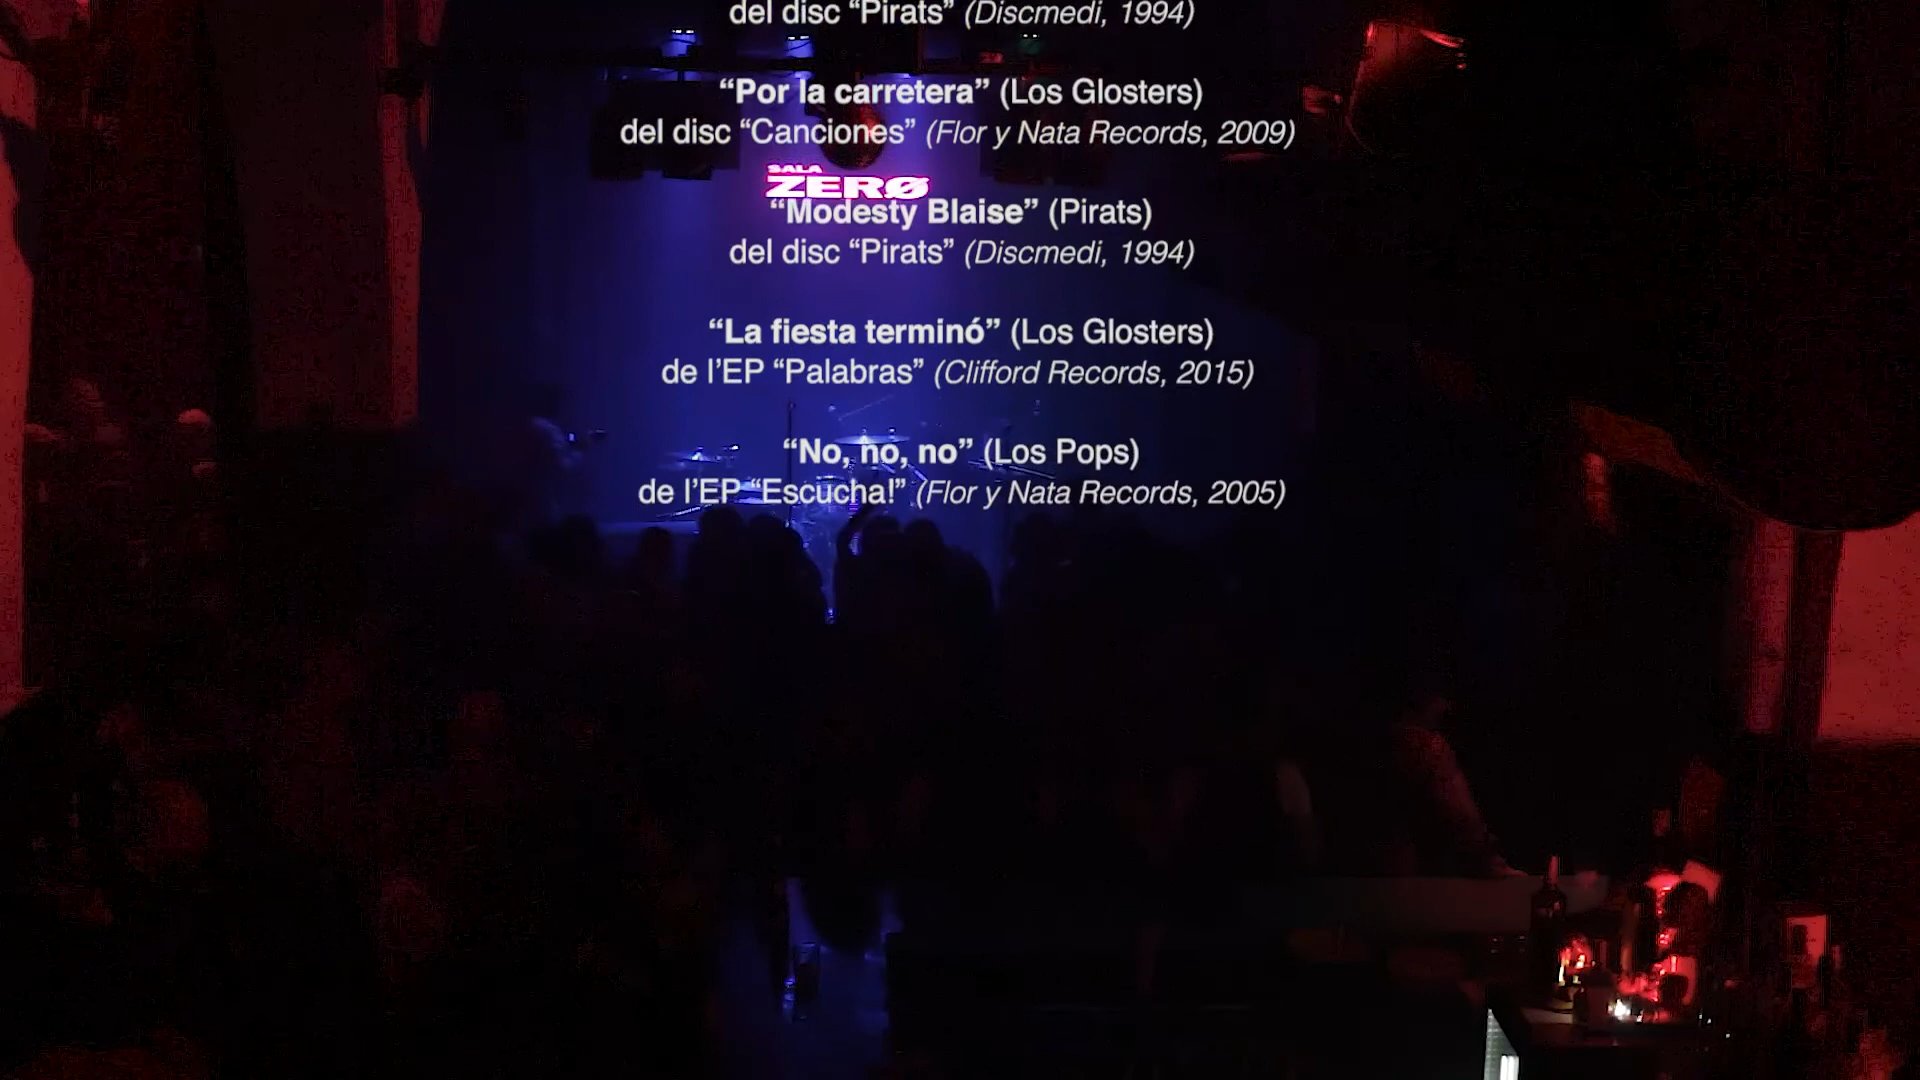 del disc “Pirats” (Discmedi, 1994)
“Por la carretera” (Los Glosters)
del disc “Canciones” (Flor y Nata Records, 2009)
SALA
ZERØ
“Modesty Blaise” (Pirats)
del disc “Pirats” (Discmedi, 1994)
“La fiesta terminó” (Los Glosters)
de l’EP “Palabras” (Clifford Records, 2015)
“No, no, no” (Los Pops)
de l’EP “Escucha!” (Flor y Nata Records, 2005)